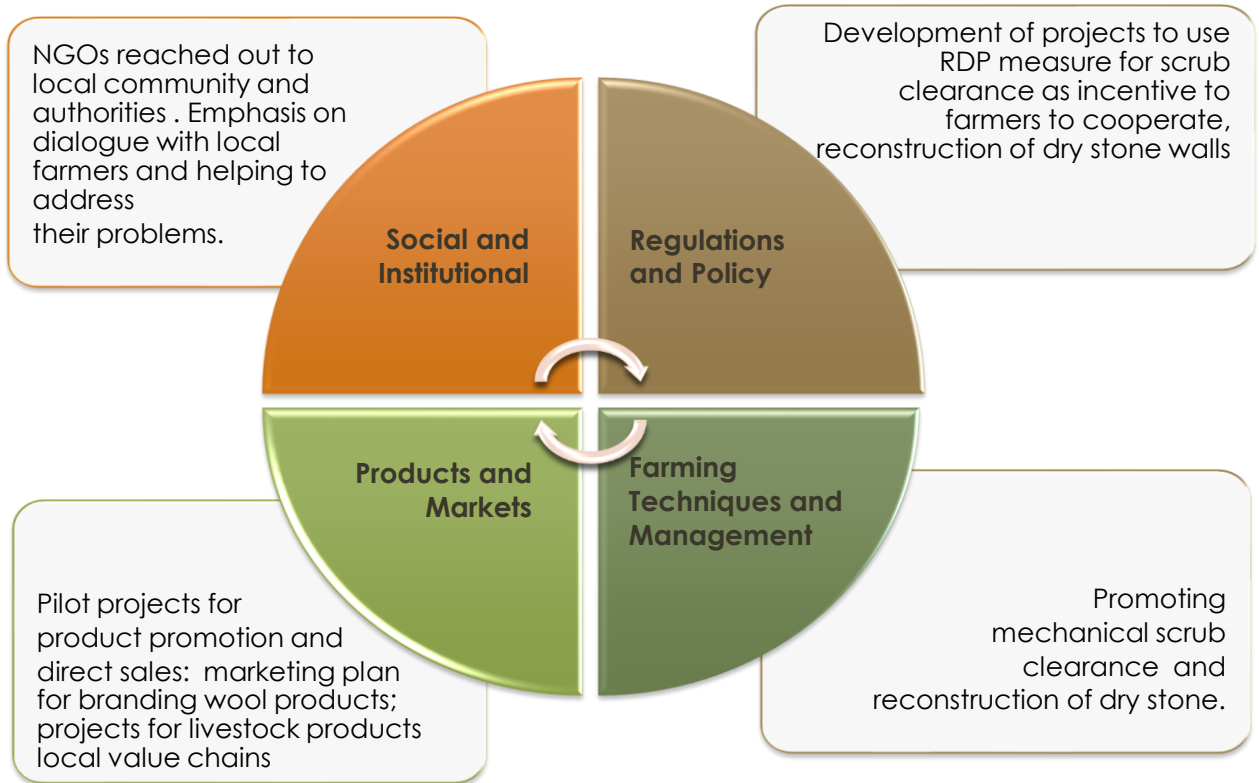 NGOs reached out to
local community and
authorities . Emphasis on
dialogue with local
farmers and helping to
address
their problems.
Development of projects to use
RDP measure for scrub
clearance as incentive to
farmers to cooperate,
reconstruction of dry stone walls
Social and
Institutional
Regulations
and Policy
Products and
Markets
Farming
Techniques and
Management
Pilot projects for
product promotion and
direct sales:  marketing plan
for branding wool products;
projects for livestock products
local value chains
Promoting
mechanical scrub
clearance  and
reconstruction of dry stone.